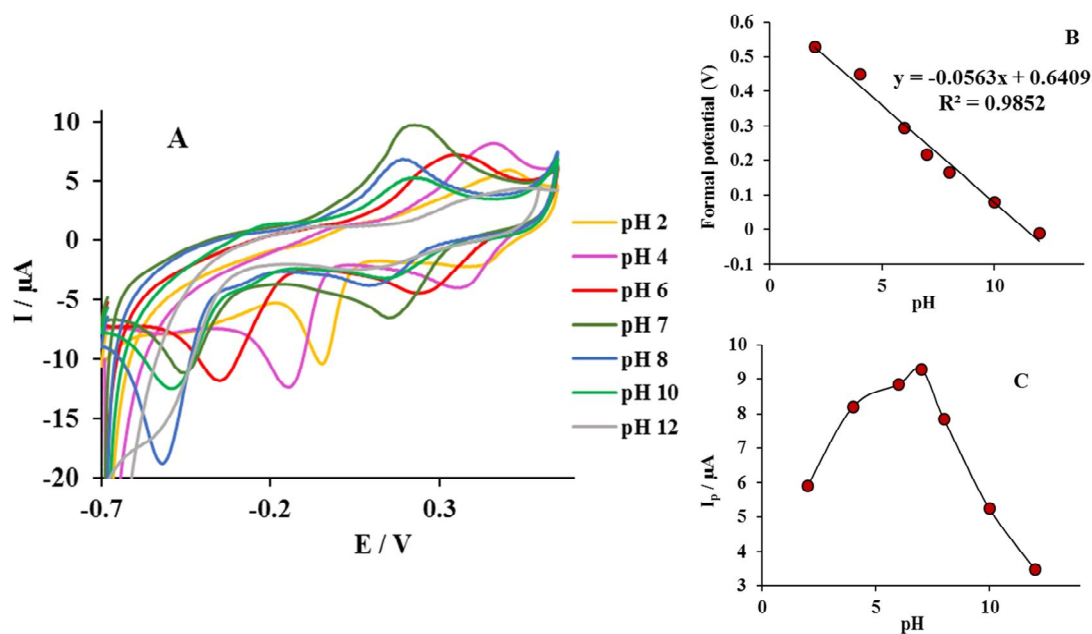 A
10
5
0
-5
-10
-15
-20
-0.7
-0.2
0.3
I / µA
E / V
pH 2
pH 4
pH 6
pH 7
pH 8
pH 10
pH 12
B
0.6
0.5
0.4
0.3
0.2
0.1
0
-0.1
0
5
10
Formal potential (V)
pH
y = -0.0563x + 0.6409
R² = 0.9852
C
10
9
8
7
6
5
4
3
0
5
10
Iₚ / µA
pH